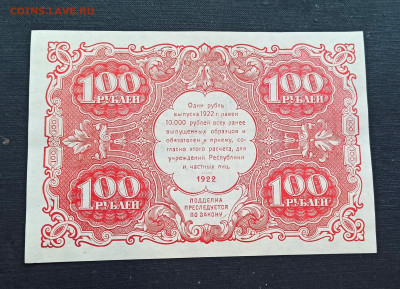 COINS.LAVE.RU
100 100
РУБЛЕЙ РУБЛЕЙ
Один рубль
выпуска 1922 г. равен
10.000 рублей всех ранее
выпущенных образцов и
обязателен к приему, со-
гласно этого расчета, для
учреждений Республики
и частных лиц.
1922
100 100
РУБЛЕЙ РУБЛЕЙ
ПОДДЕЛКА
ПРЕСЛЕДУЕТСЯ
ПО ЗАКОНУ.